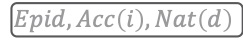 Epid, Acc(i), Nat(d)